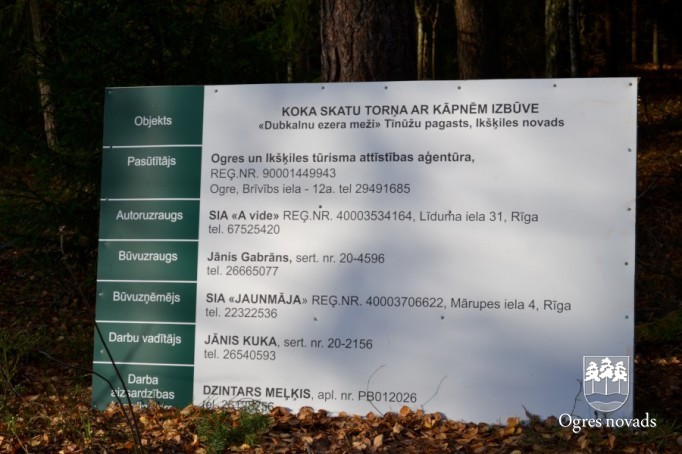 Objekts
KOKA SKATU TORŅA AR KĀPNĒM IZBŪVE
«Dubkalnu ezera meži» Tīnūžu pagasts, Ikšķiles novads
Pasūtītājs
Ogres un Ikšķiles tūrisma attīstības aģentūra,
REĢ.NR. 90001449943
Ogre, Brīvībs iela - 12a. tel 29491685
Autoruzraugs
SIA «A vide» REĢ.NR. 40003534164, Līduma iela 31, Rīga
tel. 67525420
Būvuzraugs
Jānis Gabrāns, sert. nr. 20-4596
tel. 26665077
Būvuzņēmējs
SIA «JAUNMĀJA» REĢ.NR. 40003706622, Mārupes iela 4, Rīga
tel. 22322536
Darbu vadītājs
JĀNIS KUKA, sert. nr. 20-2156
tel. 26540593
Darba
aizsardzības
DZINTARS MEĻĶIS, apl. nr. PB012026
tel.
Ogres novads